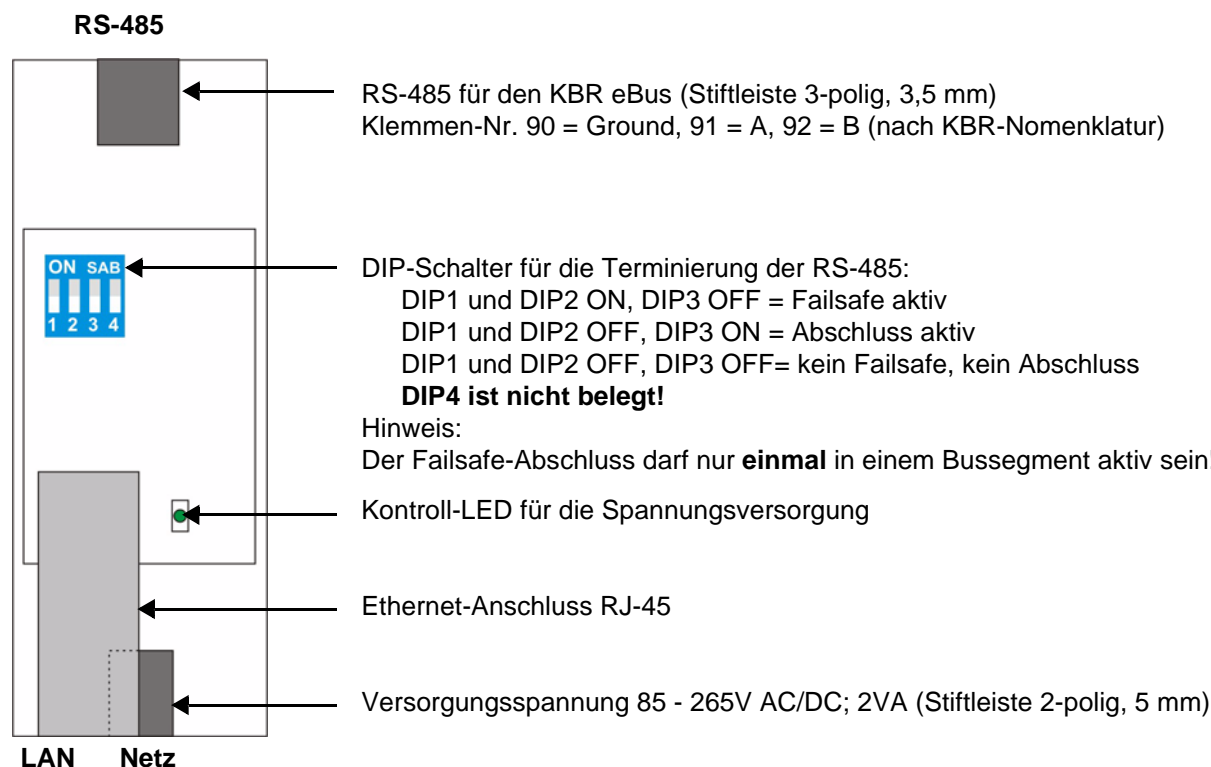 RS-485
RS-485 für den KBR eBus (Stiftleiste 3-polig, 3,5 mm)
Klemmen-Nr. 90 = Ground, 91 = A, 92 = B (nach KBR-Nomenklatur)
ON SAB
1 2 3 4
DIP-Schalter für die Terminierung der RS-485:
DIP1 und DIP2 ON, DIP3 OFF = Failsafe aktiv
DIP1 und DIP2 OFF, DIP3 ON = Abschluss aktiv
DIP1 und DIP2 OFF, DIP3 OFF= kein Failsafe, kein Abschluss
DIP4 ist nicht belegt!
Hinweis:
Der Failsafe-Abschluss darf nur einmal in einem Bussegment aktiv sein!
Kontroll-LED für die Spannungsversorgung
Ethernet-Anschluss RJ-45
Versorgungsspannung 85 - 265V AC/DC; 2VA (Stiftleiste 2-polig, 5 mm)
LAN Netz